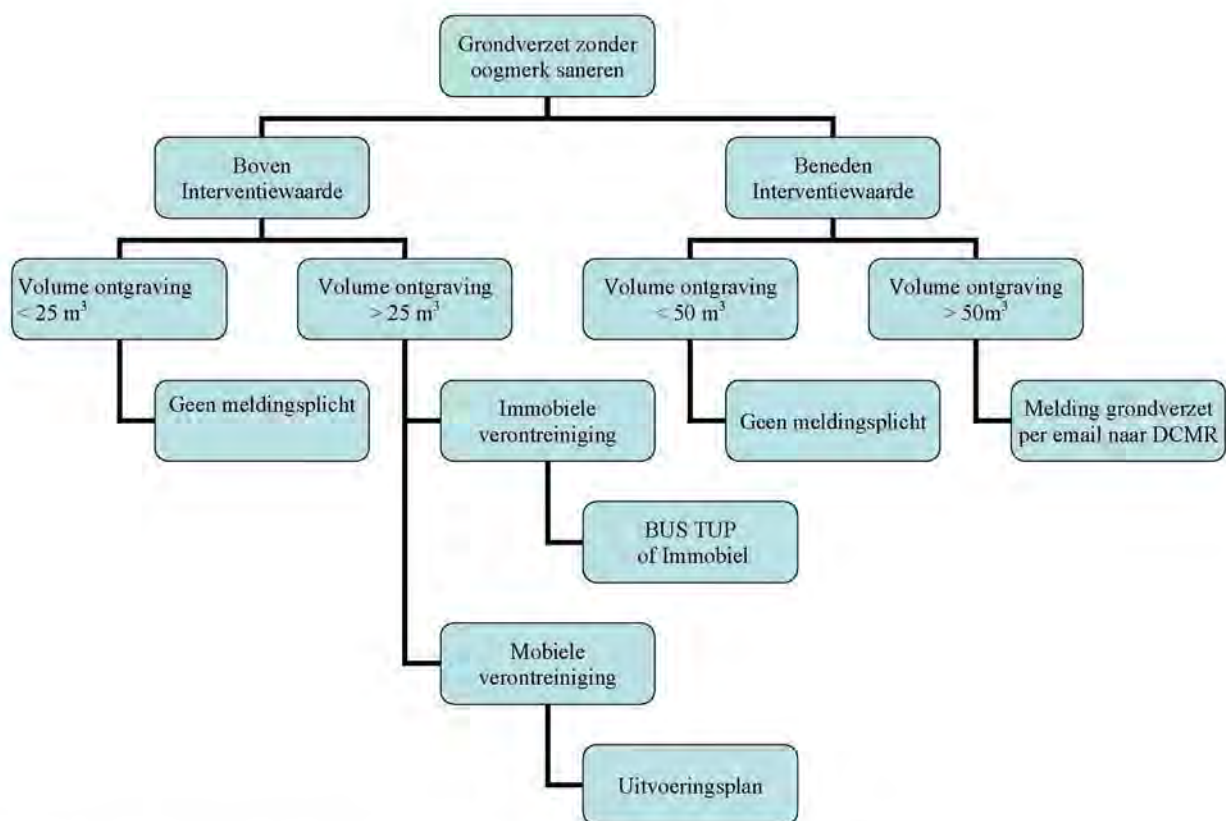 Grondverzet zonder
oogmerk saneren
Boven
Interventiewaarde
Beneden
Interventiewaarde
Volume ontgraving
< 25 m³
Volume ontgraving
> 25 m³
Volume ontgraving
< 50 m³
Volume ontgraving
> 50m³
Geen meldingsplicht
Immobiele
verontreiniging
Geen meldingsplicht
Melding grondverzet
per email naar DCMR
BUS TUP
of Immobiel
Mobiele
verontreiniging
Uitvoeringsplan